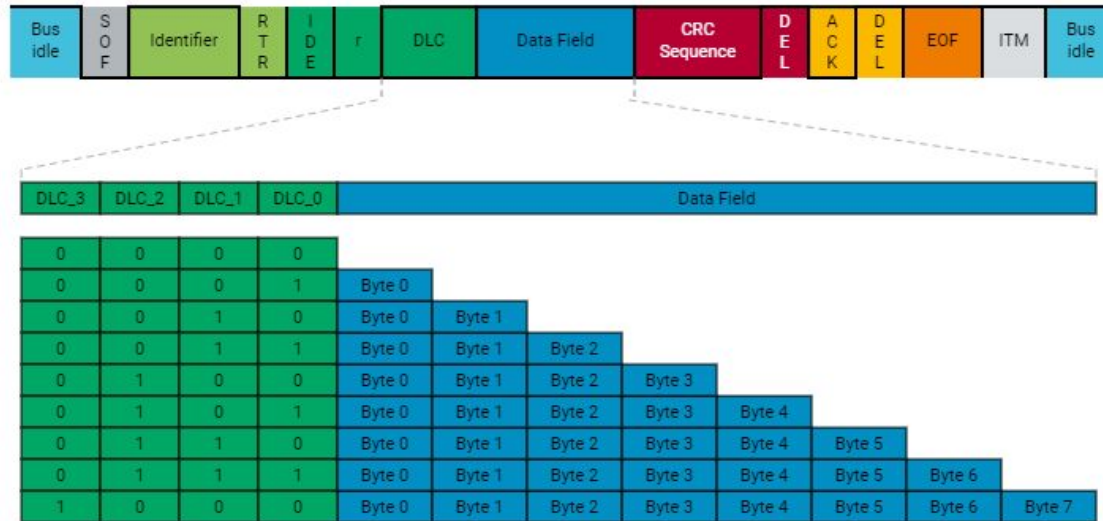 Bus idle SOF Identifier RTR IDE r DLC Data Field CRC Sequence DEL ACK DEL EOF ITM Bus idle
DLC_3 DLC_2 DLC_1 DLC_0 Data Field
0 0 0 0
0 0 0 1 Byte 0
0 0 1 0 Byte 0 Byte 1
0 0 1 1 Byte 0 Byte 1 Byte 2
0 1 0 0 Byte 0 Byte 1 Byte 2 Byte 3
0 1 0 1 Byte 0 Byte 1 Byte 2 Byte 3 Byte 4
0 1 1 0 Byte 0 Byte 1 Byte 2 Byte 3 Byte 4 Byte 5
0 1 1 1 Byte 0 Byte 1 Byte 2 Byte 3 Byte 4 Byte 5 Byte 6
1 0 0 0 Byte 0 Byte 1 Byte 2 Byte 3 Byte 4 Byte 5 Byte 6 Byte 7